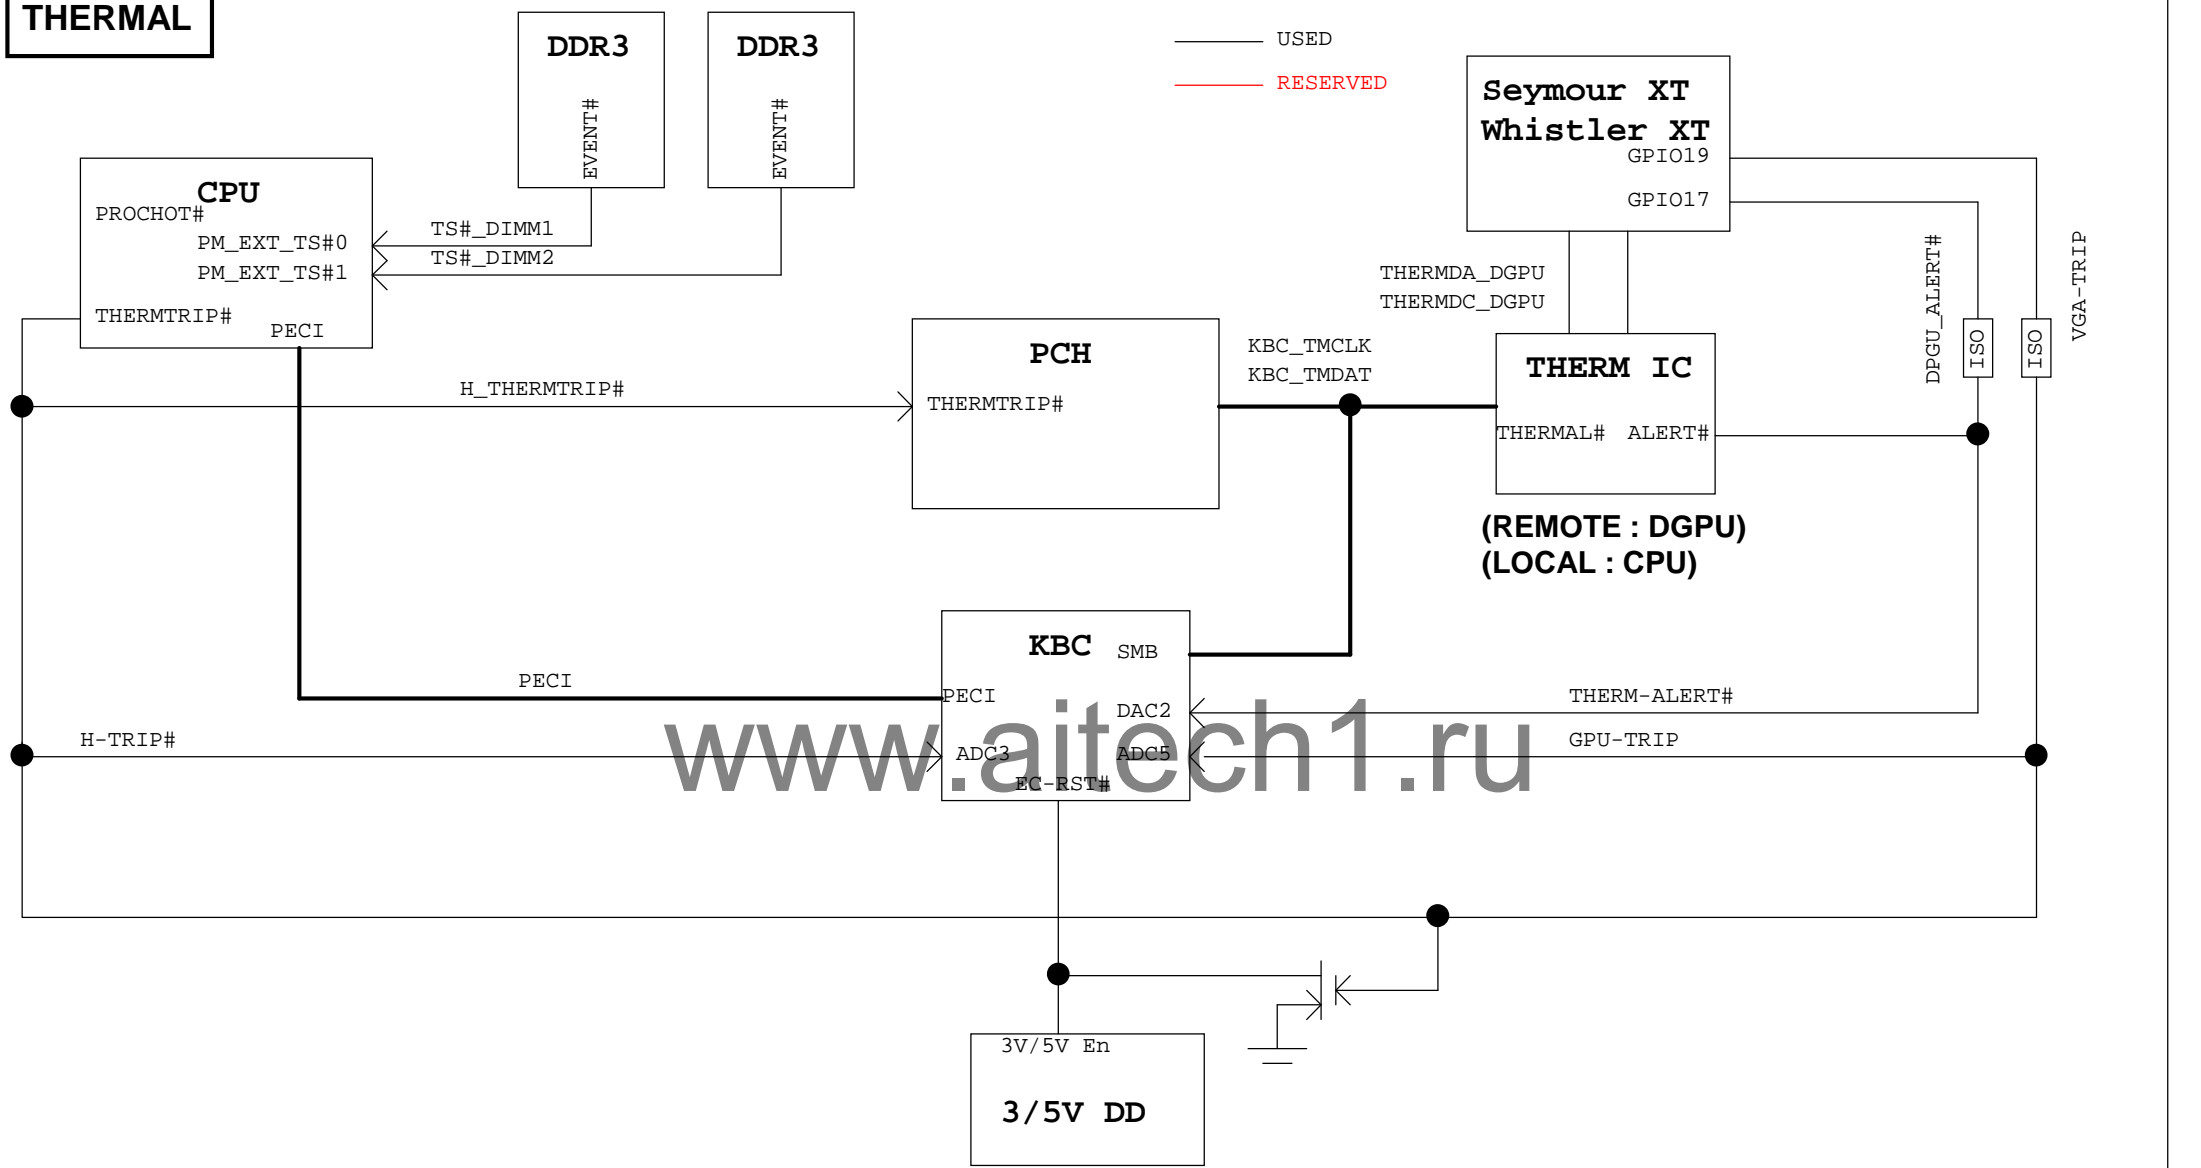 THERMAL
DDR3
EVENT#
DDR3
EVENT#
USED
RESERVED
Seymour XT
Whistler XT
GPIO19
GPIO17
CPU
PROCHOT#
PM_EXT_TS#0
PM_EXT_TS#1
THERMTRIP#
PECI
TS#_DIMM1
TS#_DIMM2
THERMDA_DGPU
THERMDC_DGPU
DPGU_ALERT#
ISO
ISO
VGA-TRIP
H_THERMTRIP#
PCH
THERMTRIP#
KBC_TMCLK
KBC_TMDAT
THERM IC
THERMAL# ALERT#
(REMOTE : DGPU)
(LOCAL : CPU)
KBC
SMB
PECI
PECI
DAC2
THERM-ALERT#
H-TRIP#
ADC3
ADC5
GPU-TRIP
EC-RST#
www.aitech1.ru
3V/5V En
3/5V DD